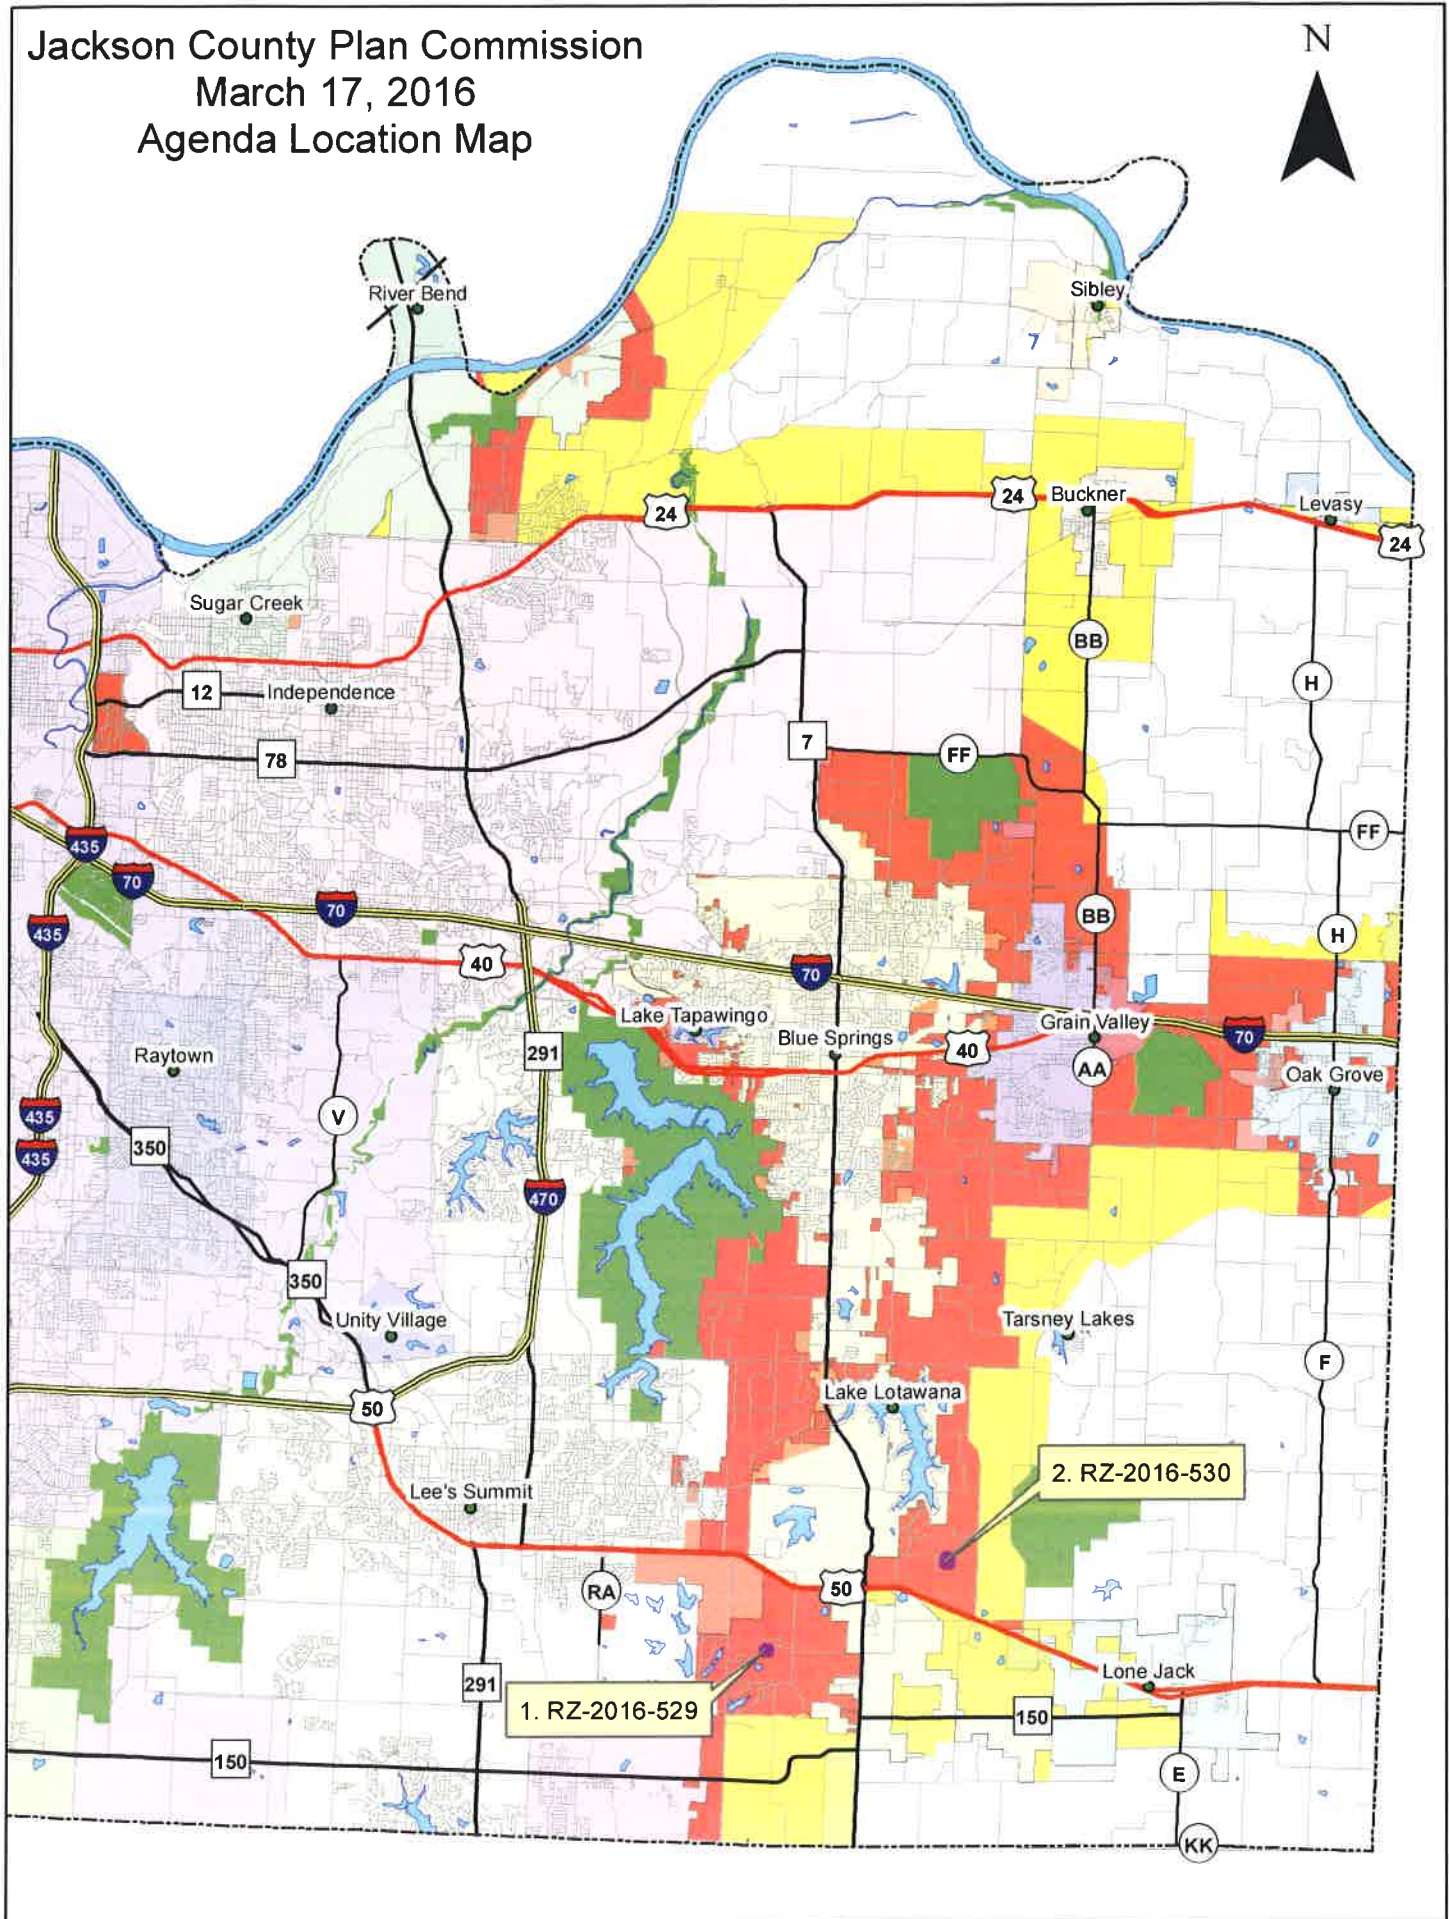 Jackson County Plan Commission
March 17, 2016
Agenda Location Map
N
River Bend
Sibley
24
24
Buckner
Levasy
24
Sugar Creek
BB
12
Independence
H
7
FF
78
FF
435
70
70
BB
435
H
40
70
Lake Tapawingo
Grain Valley
Blue Springs
40
70
291
Raytown
AA
Oak Grove
435
V
350
435
470
350
Unity Village
Tarsney Lakes
F
Lake Lotawana
50
2. RZ-2016-530
Lee's Summit
RA
50
Lone Jack
291
1. RZ-2016-529
150
150
E
KK